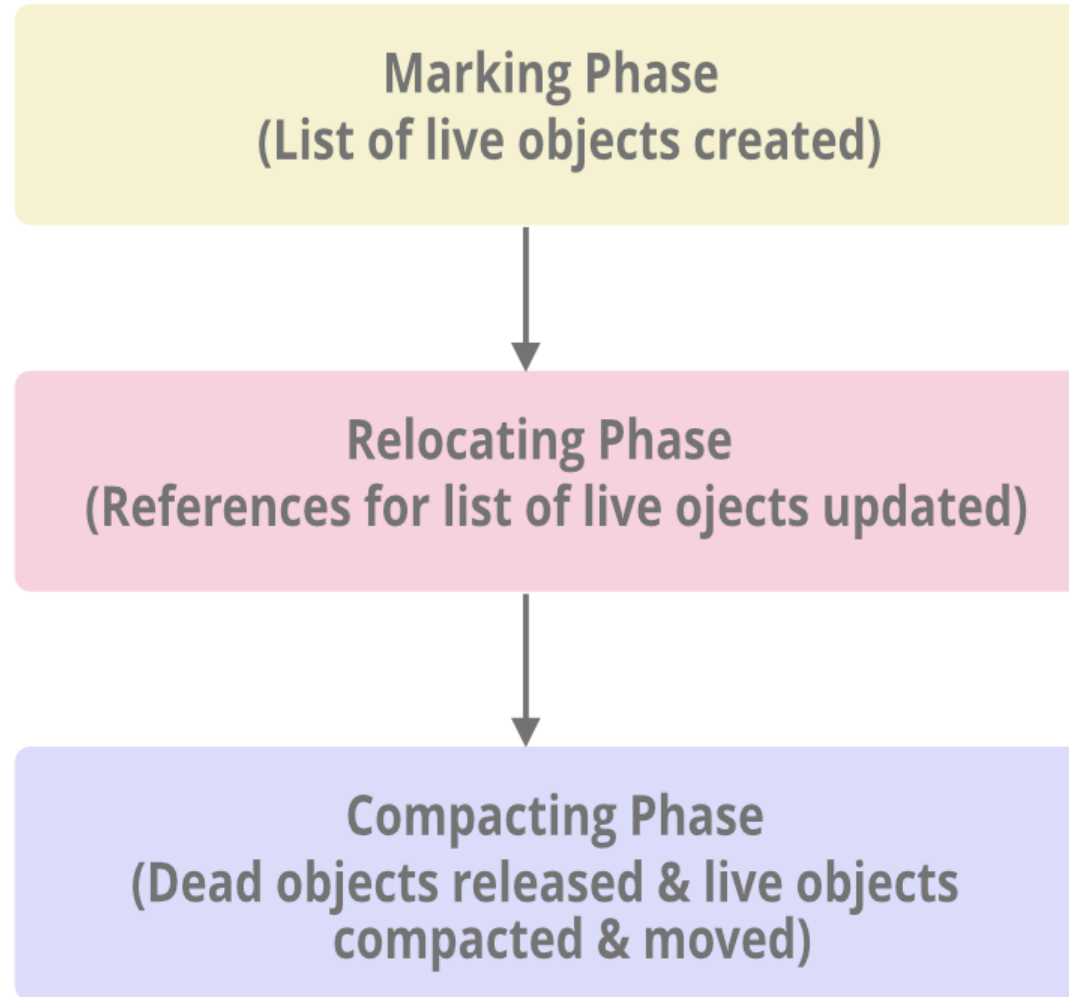 Marking Phase
(List of live objects created)
Relocating Phase
(References for list of live ojects updated)
Compacting Phase
(Dead objects released & live objects
compacted & moved)